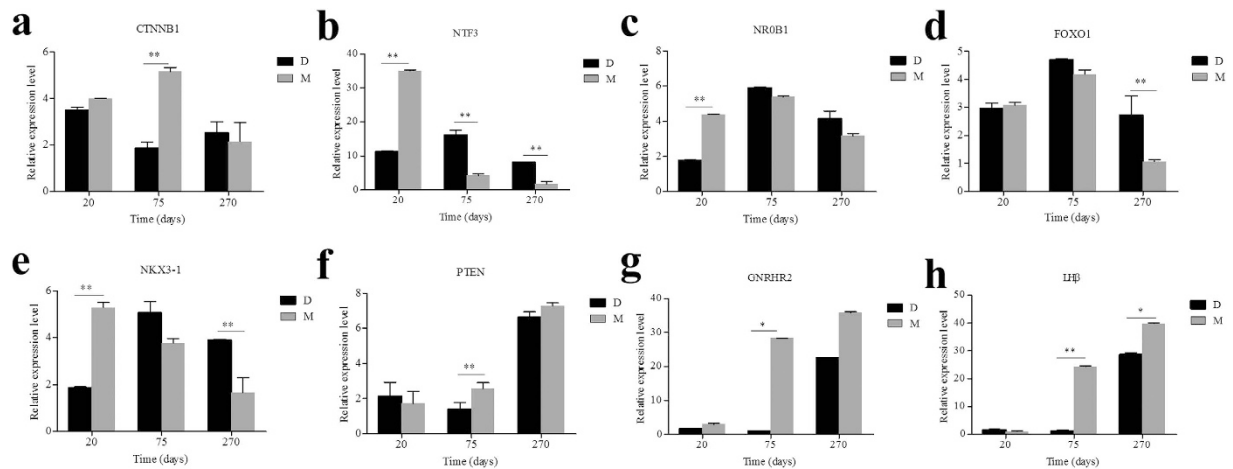 a
CTNNB1
Relative expression level
6
4
2
0
**
20
75
270
Time (days)
D
M
b
NTF3
Relative expression level
40
30
20
10
0
**
**
**
20
75
270
Time (days)
D
M
c
NR0B1
Relative expression level
8
6
4
2
0
**
20
75
270
Time (days)
D
M
d
FOXO1
Relative expression level
5
4
3
2
1
0
**
20
75
270
Time (days)
D
M
e
NKX3-1
Relative expression level
6
4
2
0
**
**
20
75
270
Time (days)
D
M
f
PTEN
Relative expression level
8
6
4
2
0
**
20
75
270
Time (days)
D
M
g
GNRHR2
Relative expression level
40
30
20
10
0
*
20
75
270
Time (days)
D
M
h
LHβ
Relative expression level
50
40
30
20
10
0
**
*
20
75
270
Time (days)
D
M